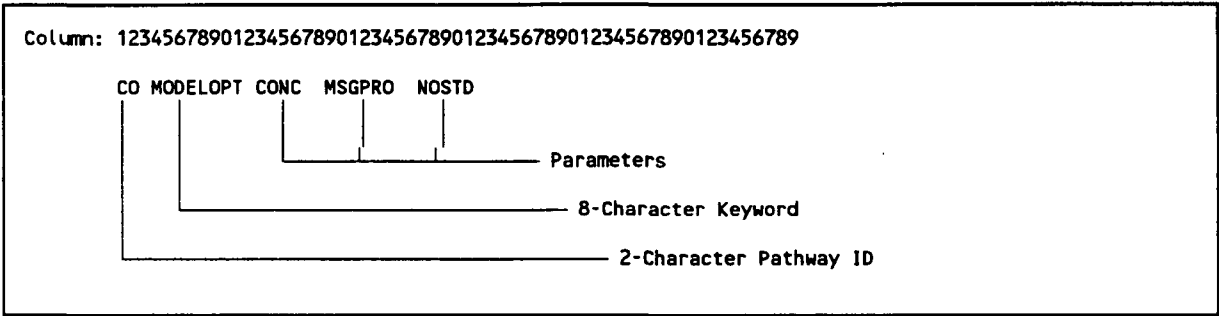 Column: 12345678901234567890123456789012345678901234567890123456789
CO MODELOPT CONC MSGPRO NOSTD
Parameters
8-Character Keyword
2-Character Pathway ID